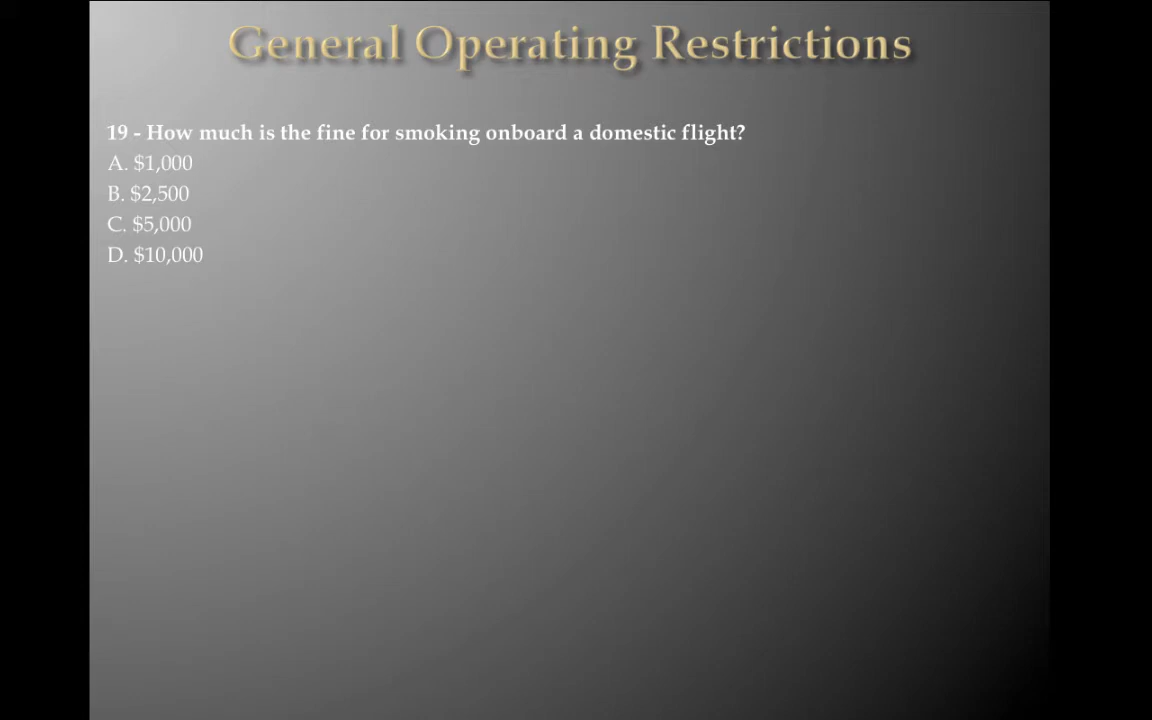 General Operating Restrictions
19 - How much is the fine for smoking onboard a domestic flight?
A. $1,000
B. $2,500
C. $5,000
D. $10,000